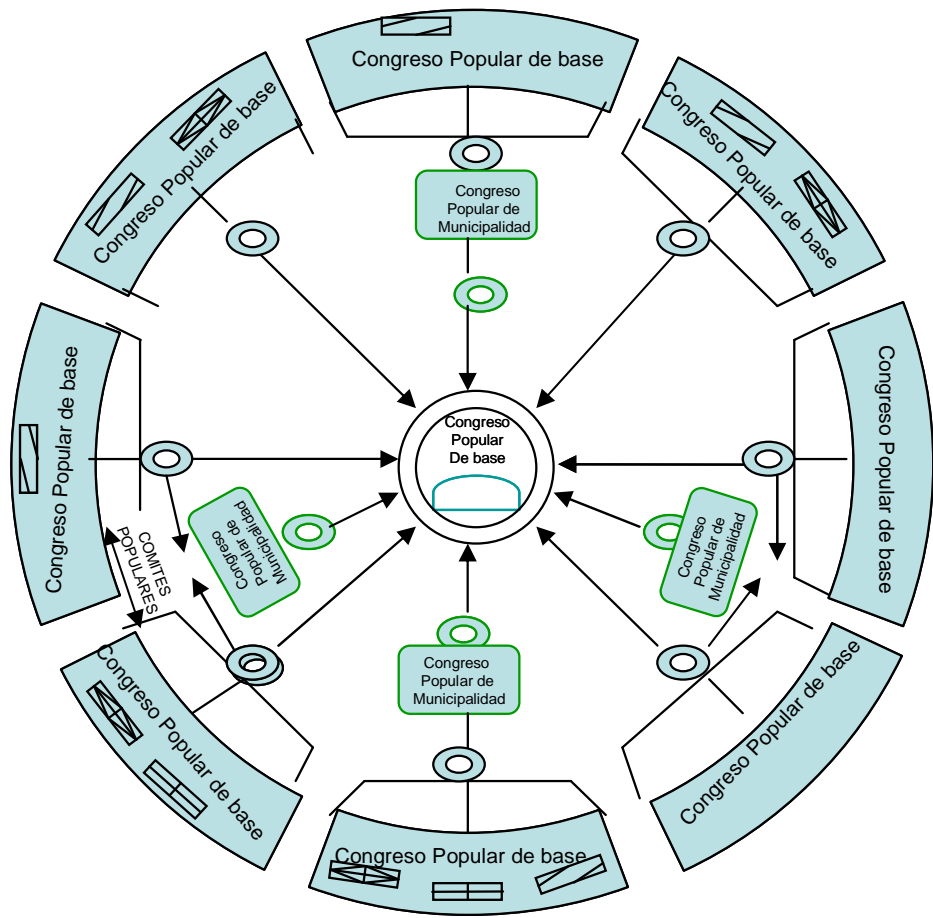 Congreso Popular de base
Congreso Popular de base
Congreso Popular de base
Congreso
Popular de
Municipalidad
Congreso Popular de base
Congreso Popular de base
Congreso
Popular
De base
Congreso
Popular de
Municipalidad
Congreso
Popular de
Municipalidad
COMITES
POPULARES
Congreso
Popular de
Municipalidad
Congreso Popular de base
Congreso Popular de base
Congreso Popular de base